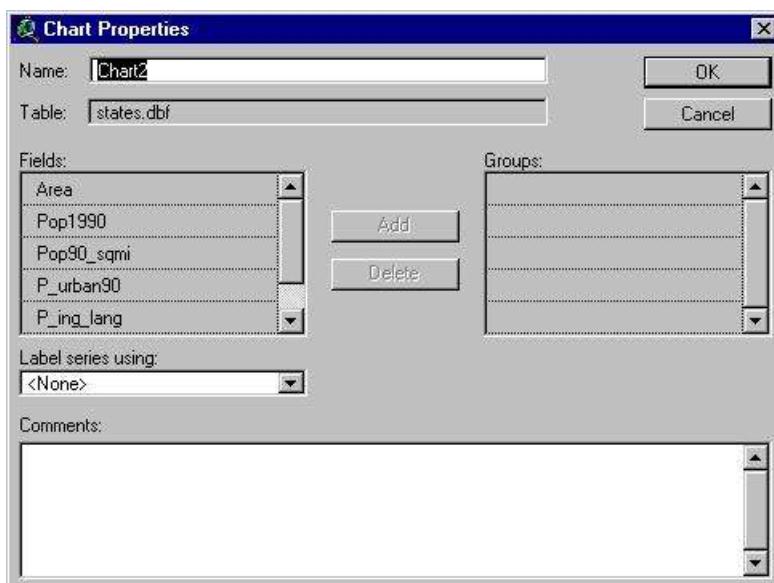 Chart Properties
Name: Chart2
OK
Table: states.dbf
Cancel
Fields:
Groups:
Area
Pop1990
Pop90_sqmi
P_urban90
P_ing_lang
Add
Delete
Label series using:
<None>
Comments: